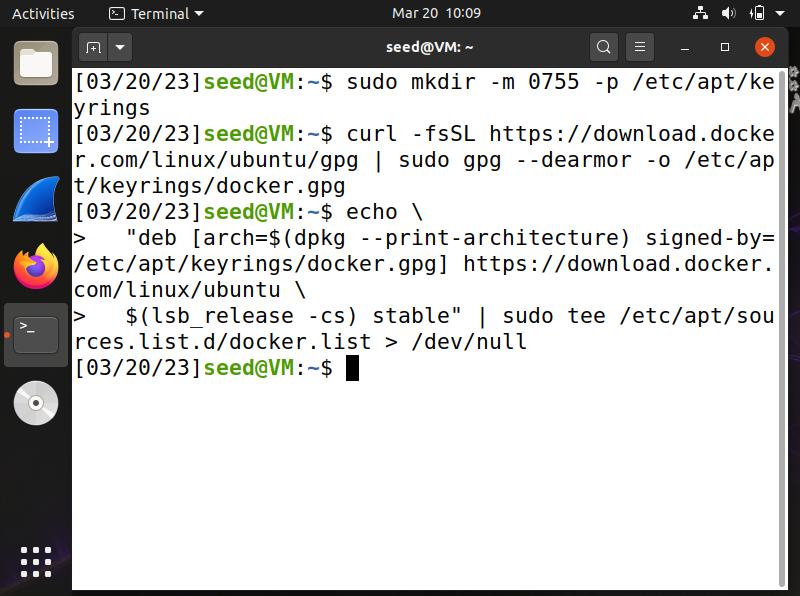 Activities Terminal Mar 20 10:09
seed@VM: ~
[03/20/23]seed@VM:~$ sudo mkdir -m 0755 -p /etc/apt/ke
yrings
[03/20/23]seed@VM:~$ curl -fsSL https://download.docke
r.com/linux/ubuntu/gpg | sudo gpg --dearmor -o /etc/ap
t/keyrings/docker.gpg
[03/20/23]seed@VM:~$ echo \
>   "deb [arch=$(dpkg --print-architecture) signed-by=
/etc/apt/keyrings/docker.gpg] https://download.docker.
com/linux/ubuntu \
>   $(lsb_release -cs) stable" | sudo tee /etc/apt/sou
rces.list.d/docker.list > /dev/null
[03/20/23]seed@VM:~$